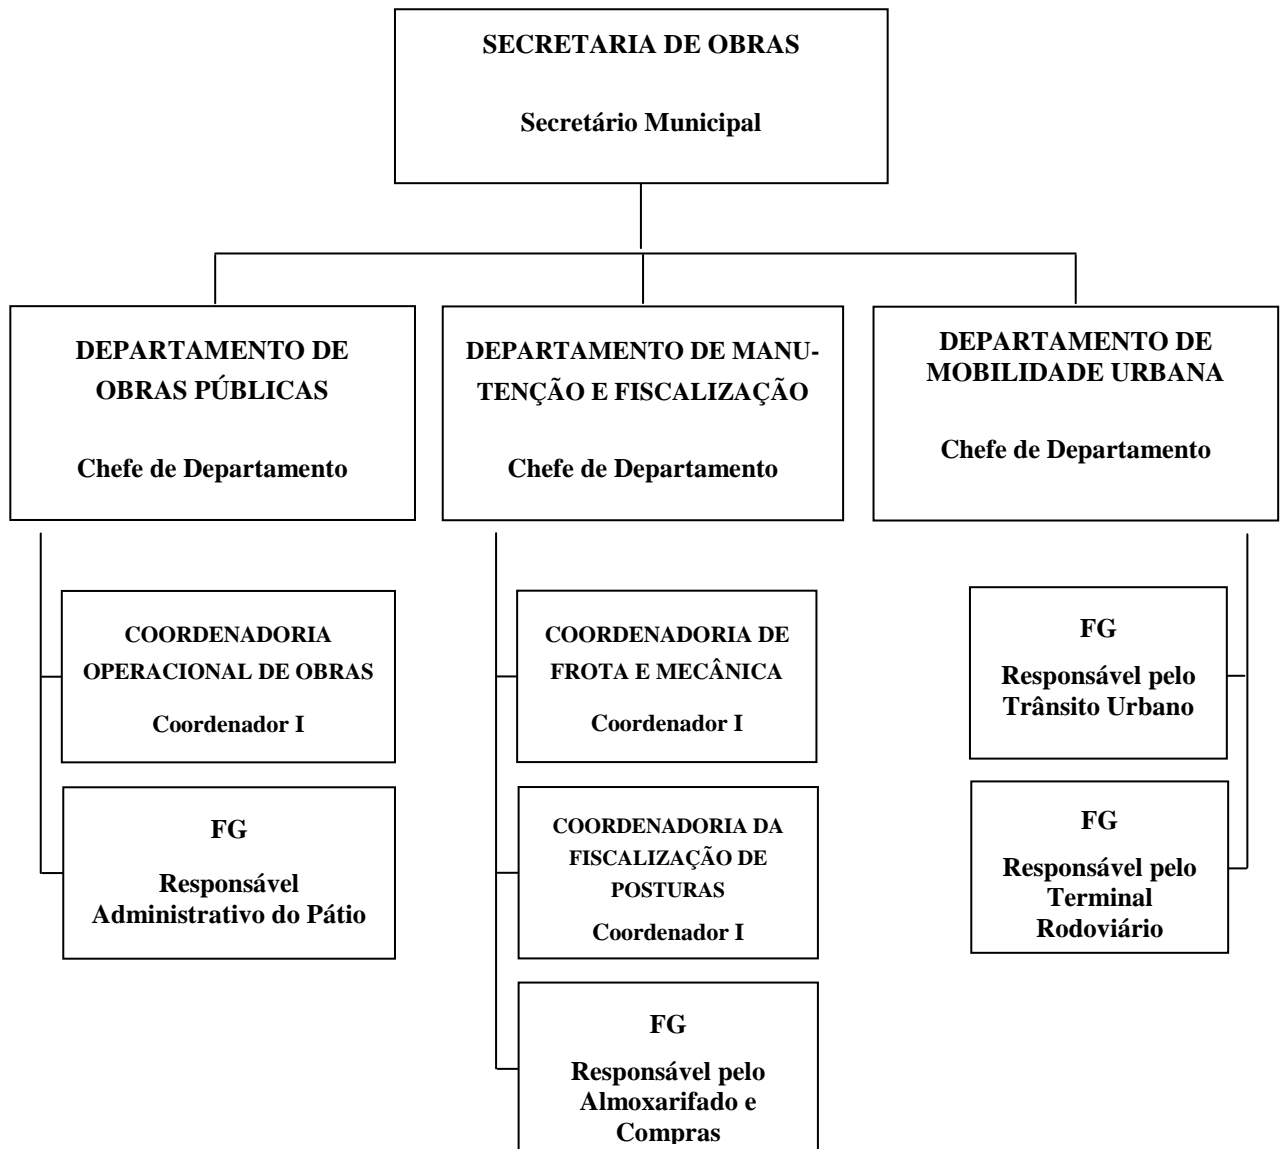 SECRETARIA DE OBRAS
Secretário Municipal
DEPARTAMENTO DE
OBRAS PÚBLICAS
Chefe de Departamento
DEPARTAMENTO DE MANU-
TENÇÃO E FISCALIZAÇÃO
Chefe de Departamento
DEPARTAMENTO DE
MOBILIDADE URBANA
Chefe de Departamento
COORDENADORIA
OPERACIONAL DE OBRAS
Coordenador I
FG
Responsável
Administrativo do Pátio
COORDENADORIA DE
FROTA E MECÂNICA
Coordenador I
COORDENADORIA DA
FISCALIZAÇÃO DE
POSTURAS
Coordenador I
FG
Responsável pelo
Almoxarifado e
Compras
FG
Responsável pelo
Trânsito Urbano
FG
Responsável pelo
Terminal
Rodoviário